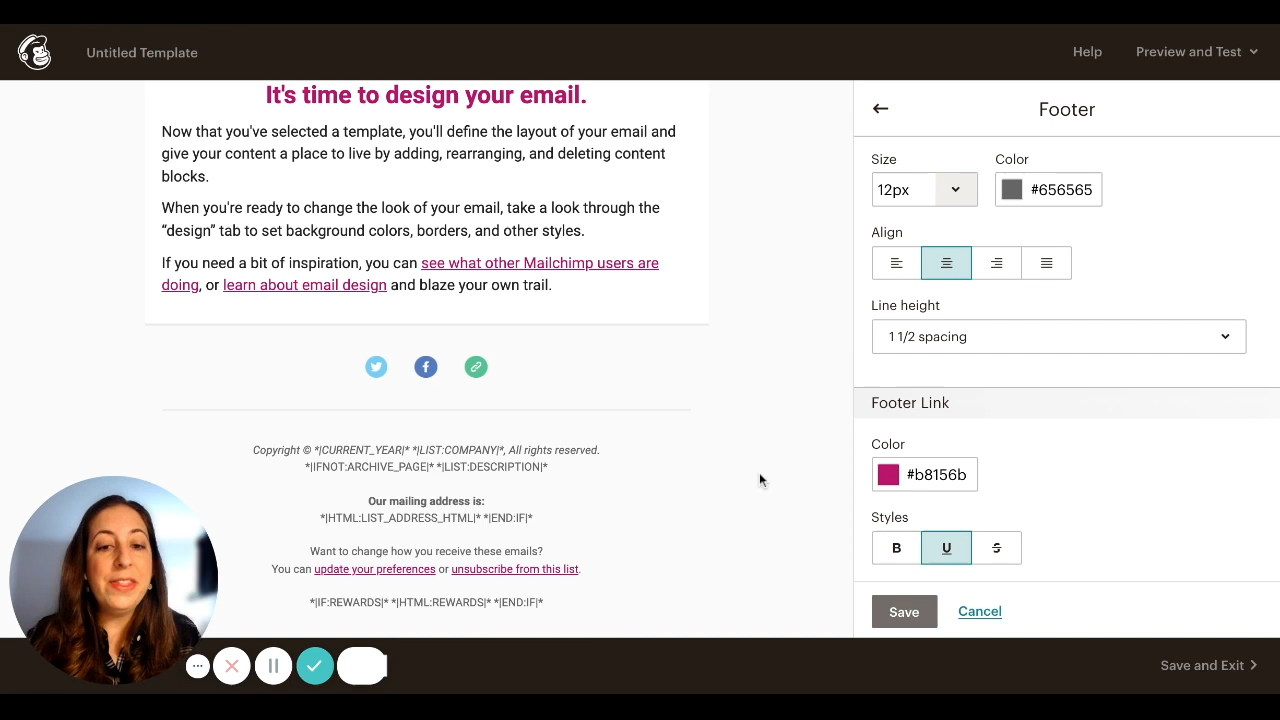 Untitled Template
Help
Preview and Test
It's time to design your email.
Now that you've selected a template, you'll define the layout of your email and
give your content a place to live by adding, rearranging, and deleting content
blocks.
When you're ready to change the look of your email, take a look through the
“design” tab to set background colors, borders, and other styles.
If you need a bit of inspiration, you can see what other Mailchimp users are
doing, or learn about email design and blaze your own trail.
Copyright © *|CURRENT_YEAR|* *|LIST:COMPANY|*, All rights reserved.
*|IFNOT:ARCHIVE_PAGE|* *|LIST:DESCRIPTION|*
Our mailing address is:
*|HTML:LIST_ADDRESS_HTML|* *|END:IF|*
Want to change how you receive these emails?
You can update your preferences or unsubscribe from this list.
*|IF:REWARDS|* *|HTML:REWARDS|* *|END:IF|*
Footer
Size
Color
12px
#656565
Align
Line height
1 1/2 spacing
Footer Link
Color
#b8156b
Styles
B U S
Save
Cancel
Save and Exit